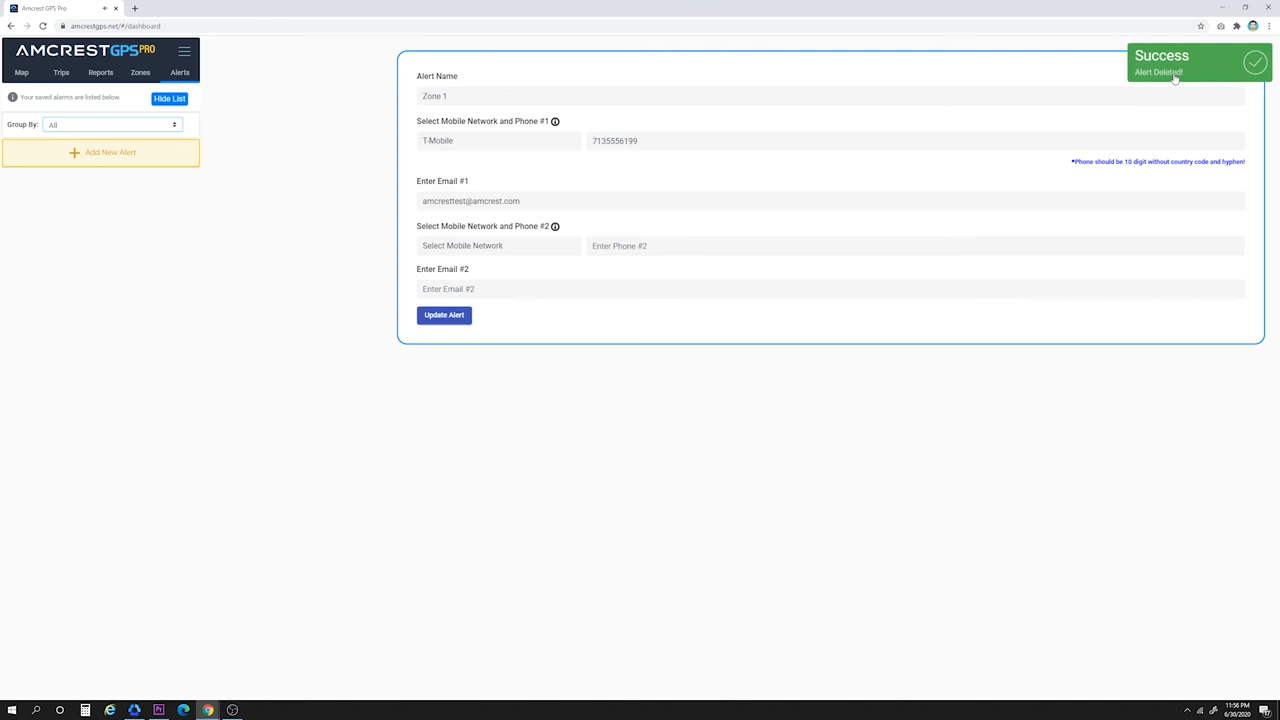 Amcrest GPS Pro
amcrestgps.net/#/dashboard
AMCRESTGPSPRO
Map Trips Reports Zones Alerts
Your saved alarms are listed below. Hide List
Group By: All
Add New Alert
Success
Alert Deleted!
Alert Name
Zone 1
Select Mobile Network and Phone #1
T-Mobile 7135556199
*Phone should be 10 digit without country code and hyphen!
Enter Email #1
amcresttest@amcrest.com
Select Mobile Network and Phone #2
Select Mobile Network Enter Phone #2
Enter Email #2
Enter Email #2
Update Alert
11:56 PM
6/30/2020